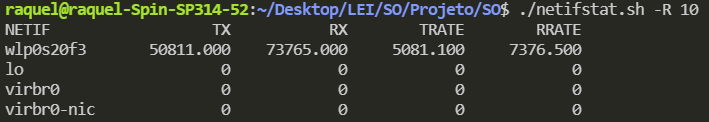 raquel@raquel-Spin-SP314-52:~/Desktop/LEI/SO/Projeto/SO$ ./netifstat.sh -R 10
NETIF TX RX TRATE RRATE
wlp0s20f3 50811.000 73765.000 5081.100 7376.500
lo 0 0 0 0
virbr0 0 0 0 0
virbr0-nic 0 0 0 0